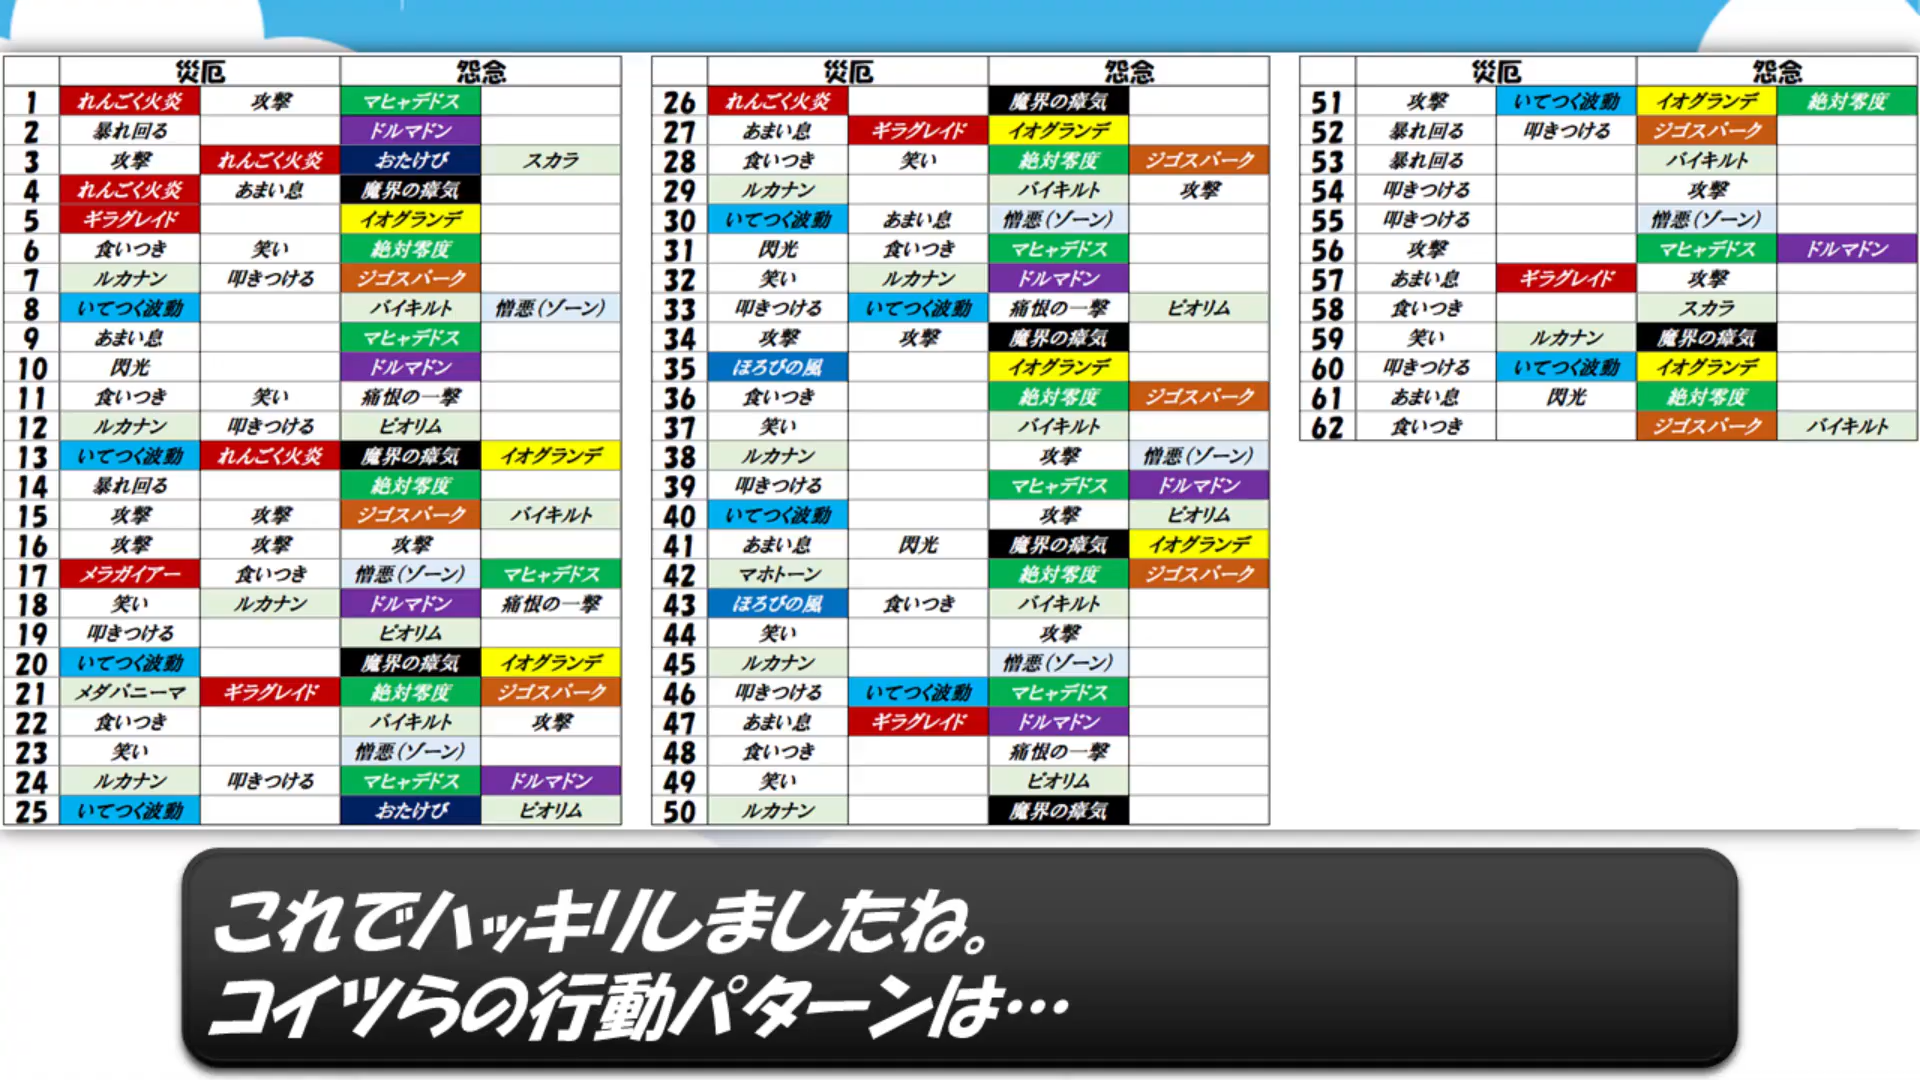 災厄 怨念
1 れんごく火炎 攻撃 マヒャデドス
2 暴れ回る ドルマドン
3 攻撃 れんごく火炎 おたけび スカラ
4 れんごく火炎 あまい息 魔界の瘴気
5 ギラグレイド イオグランデ
6 食いつき 笑い 絶対零度
7 ルカナン 叩きつける ジゴスパーク
8 いてつく波動 バイキルト 憎悪(ゾーン)
9 あまい息 マヒャデドス
10 閃光 ドルマドン
11 食いつき 笑い 痛恨の一撃
12 ルカナン 叩きつける ピオリム
13 いてつく波動 れんごく火炎 魔界の瘴気 イオグランデ
14 暴れ回る 絶対零度
15 攻撃 攻撃 ジゴスパーク バイキルト
16 攻撃 攻撃 攻撃
17 メラガイアー 食いつき 憎悪(ゾーン) マヒャデドス
18 笑い ルカナン ドルマドン 痛恨の一撃
19 叩きつける ピオリム
20 いてつく波動 魔界の瘴気 イオグランデ
21 メダパニーマ ギラグレイド 絶対零度 ジゴスパーク
22 食いつき バイキルト 攻撃
23 笑い 憎悪(ゾーン)
24 ルカナン 叩きつける マヒャデドス ドルマドン
25 いてつく波動 おたけび ピオリム
災厄 怨念
26 れんごく火炎 魔界の瘴気
27 あまい息 ギラグレイド イオグランデ
28 食いつき 笑い 絶対零度 ジゴスパーク
29 ルカナン バイキルト 攻撃
30 いてつく波動 あまい息 憎悪(ゾーン)
31 閃光 食いつき マヒャデドス
32 笑い ルカナン ドルマドン
33 叩きつける いてつく波動 痛恨の一撃 ピオリム
34 攻撃 攻撃 魔界の瘴気
35 ほろびの風 イオグランデ
36 食いつき 絶対零度 ジゴスパーク
37 笑い バイキルト
38 ルカナン 攻撃 憎悪(ゾーン)
39 叩きつける マヒャデドス ドルマドン
40 いてつく波動 攻撃 ピオリム
41 あまい息 閃光 魔界の瘴気 イオグランデ
42 マホトーン 絶対零度 ジゴスパーク
43 ほろびの風 食いつき バイキルト
44 笑い 攻撃
45 ルカナン 憎悪(ゾーン)
46 叩きつける いてつく波動 マヒャデドス
47 あまい息 ギラグレイド ドルマドン
48 食いつき 痛恨の一撃
49 笑い ピオリム
50 ルカナン 魔界の瘴気
災厄 怨念
51 攻撃 いてつく波動 イオグランデ 絶対零度
52 暴れ回る 叩きつける ジゴスパーク
53 暴れ回る バイキルト
54 叩きつける 攻撃
55 叩きつける 憎悪(ゾーン)
56 攻撃 マヒャデドス ドルマドン
57 あまい息 ギラグレイド 攻撃
58 食いつき スカラ
59 笑い ルカナン 魔界の瘴気
60 叩きつける いてつく波動 イオグランデ
61 あまい息 閃光 絶対零度
62 食いつき ジゴスパーク バイキルト
これでハッキリしましたね。
コイツらの行動パターンは…